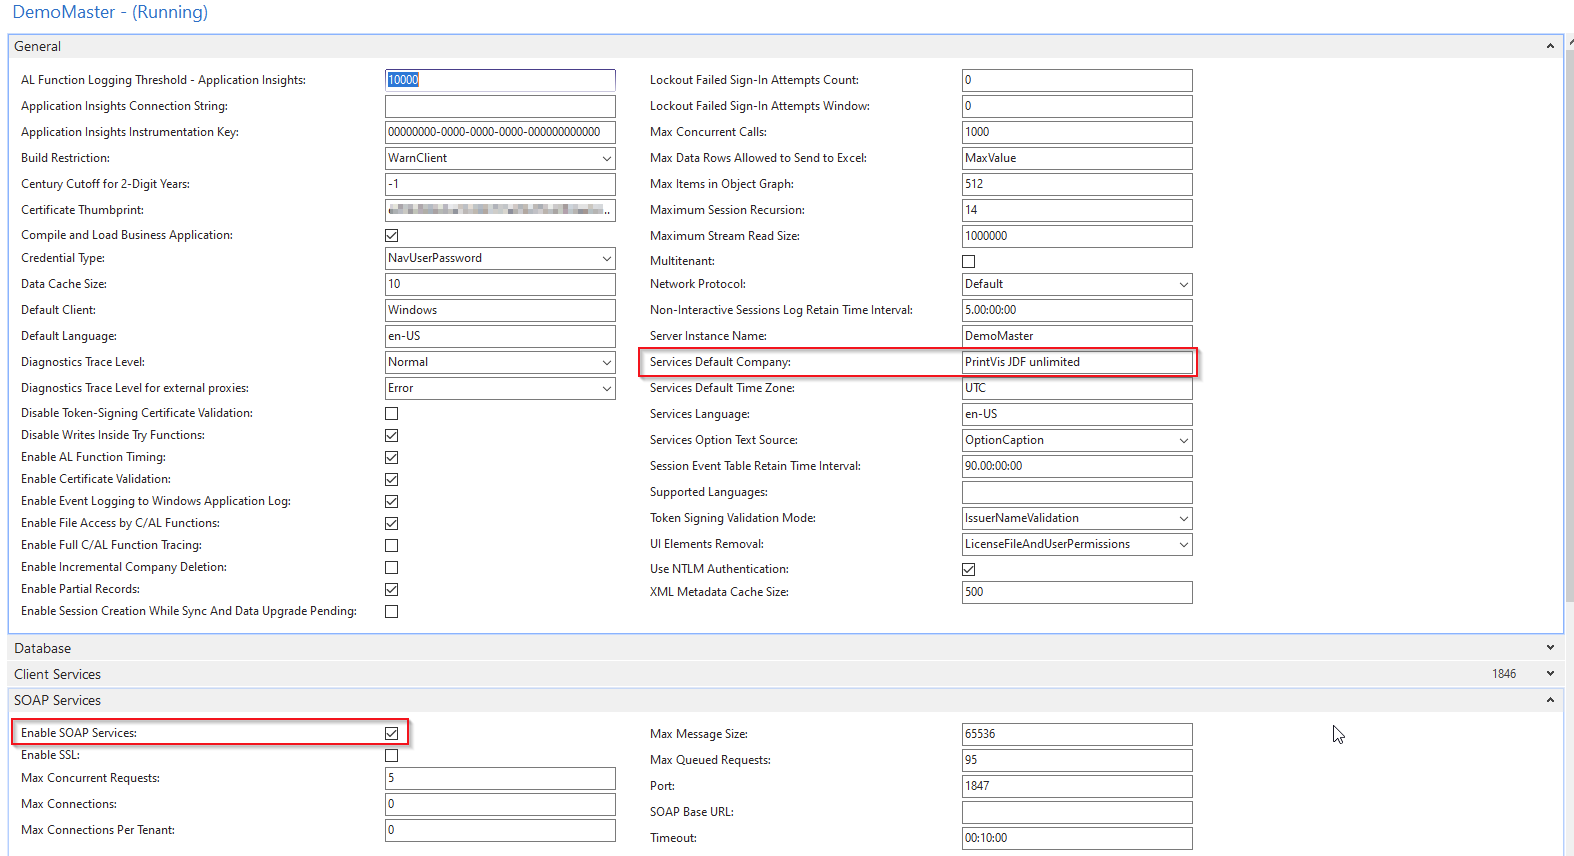 DemoMaster - (Running)
General
AL Function Logging Threshold - Application Insights: 10000
Application Insights Connection String:
Application Insights Instrumentation Key: 00000000-0000-0000-0000-000000000000
Build Restriction: WarnClient
Century Cutoff for 2-Digit Years: -1
Certificate Thumbprint:
Compile and Load Business Application:
Credential Type: NavUserPassword
Data Cache Size: 10
Default Client: Windows
Default Language: en-US
Diagnostics Trace Level: Normal
Diagnostics Trace Level for external proxies: Error
Disable Token-Signing Certificate Validation:
Disable Writes Inside Try Functions:
Enable AL Function Timing:
Enable Certificate Validation:
Enable Event Logging to Windows Application Log:
Enable File Access by C/AL Functions:
Enable Full C/AL Function Tracing:
Enable Incremental Company Deletion:
Enable Partial Records:
Enable Session Creation While Sync And Data Upgrade Pending:
Lockout Failed Sign-In Attempts Count: 0
Lockout Failed Sign-In Attempts Window: 0
Max Concurrent Calls: 1000
Max Data Rows Allowed to Send to Excel: MaxValue
Max Items in Object Graph: 512
Maximum Session Recursion: 14
Maximum Stream Read Size: 1000000
Multitenant:
Network Protocol: Default
Non-Interactive Sessions Log Retain Time Interval: 5.00:00:00
Server Instance Name: DemoMaster
Services Default Company: PrintVis JDF unlimited
Services Default Time Zone: UTC
Services Language: en-US
Services Option Text Source: OptionCaption
Session Event Table Retain Time Interval: 90.00:00:00
Supported Languages:
Token Signing Validation Mode: IssuerNameValidation
UI Elements Removal: LicenseFileAndUserPermissions
Use NTLM Authentication:
XML Metadata Cache Size: 500
Database
Client Services 1846
SOAP Services
Enable SOAP Services:
Enable SSL:
Max Concurrent Requests: 5
Max Connections: 0
Max Connections Per Tenant: 0
Max Message Size: 65536
Max Queued Requests: 95
Port: 1847
SOAP Base URL:
Timeout: 00:10:00